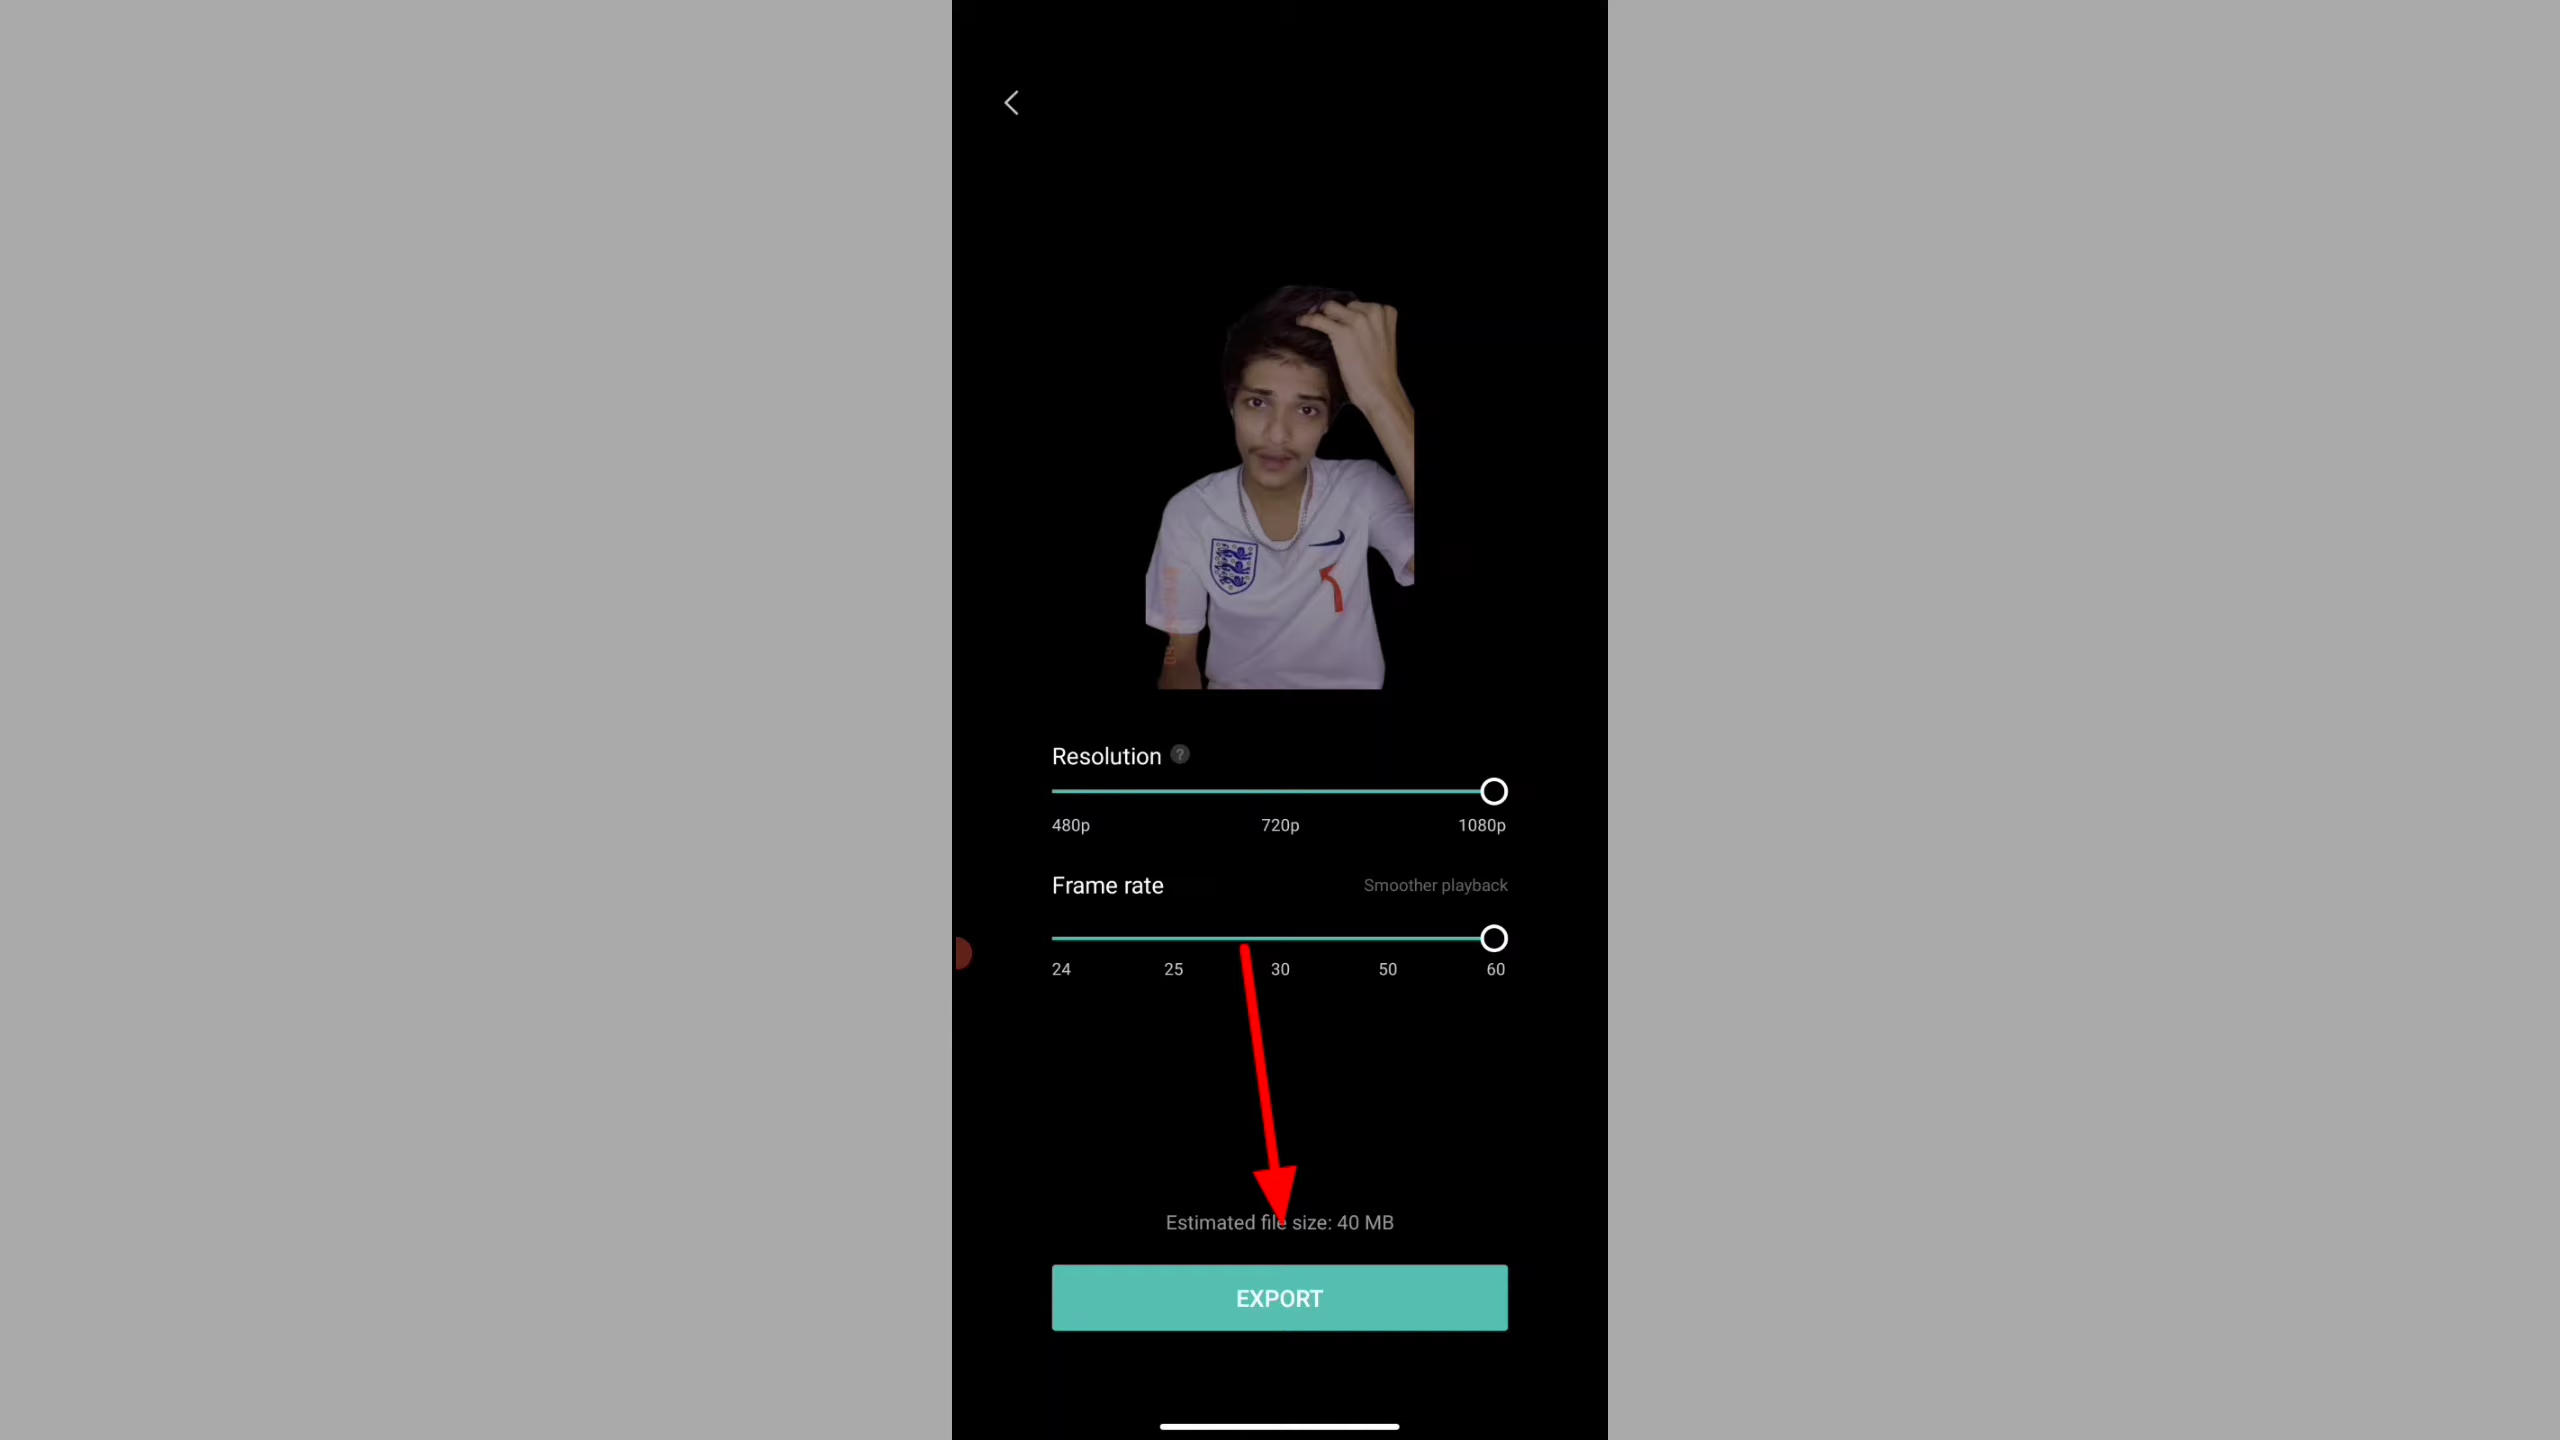 Resolution ?
480p 720p 1080p
Frame rate Smoother playback
24 25 30 50 60
Estimated file size: 40 MB
EXPORT